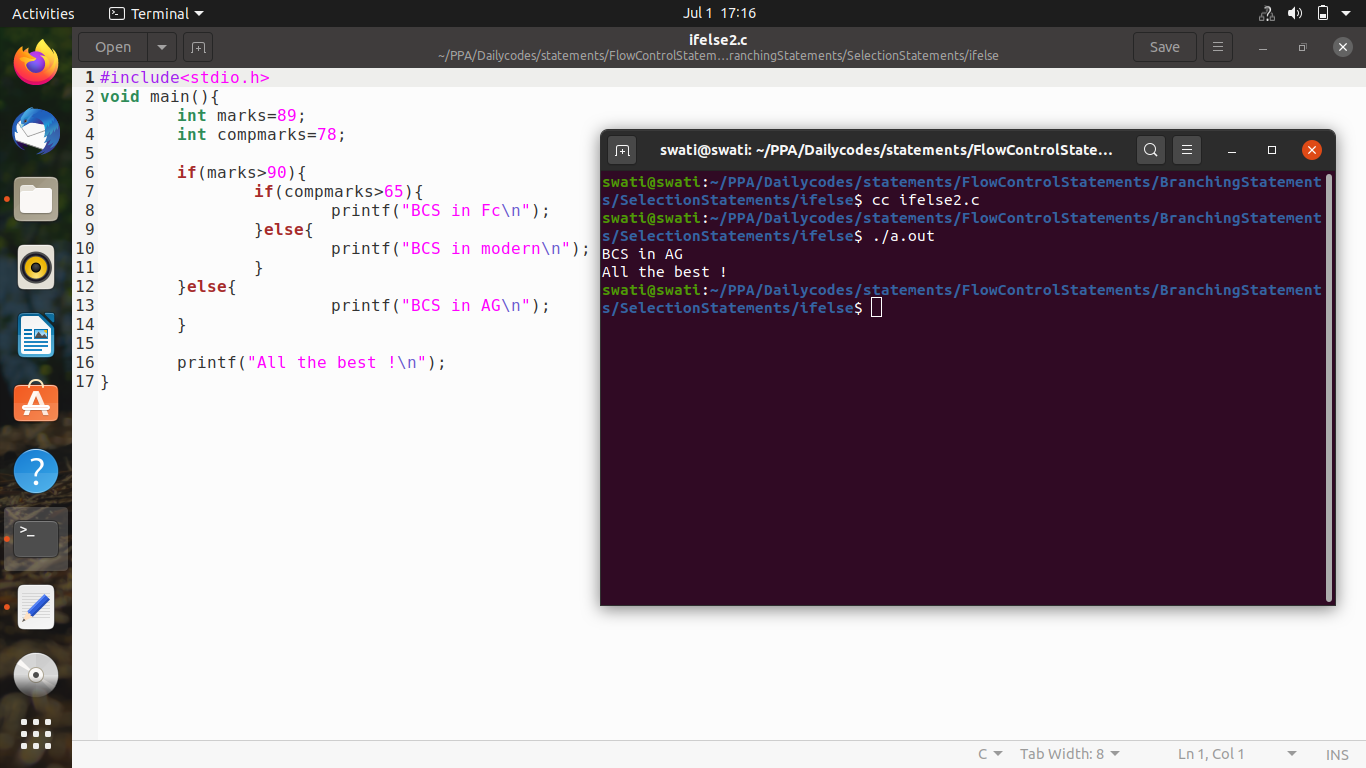 Activities
Terminal
Jul 1 17:16
Open
ifelse2.c
~/PPA/Dailycodes/statements/FlowControlStatem...ranchingStatements/SelectionStatements/ifelse
Save
1 #include<stdio.h>
2 void main(){
3 int marks=89;
4 int compmarks=78;
5
6 if(marks>90){
7 if(compmarks>65){
8 printf("BCS in Fc\n");
9 }else{
10 printf("BCS in modern\n");
11 }
12 }else{
13 printf("BCS in AG\n");
14 }
15
16 printf("All the best !\n");
17 }
swati@swati: ~/PPA/Dailycodes/statements/FlowControlState...
swati@swati:~/PPA/Dailycodes/statements/FlowControlStatements/BranchingStatement
s/SelectionStatements/ifelse$ cc ifelse2.c
swati@swati:~/PPA/Dailycodes/statements/FlowControlStatements/BranchingStatement
s/SelectionStatements/ifelse$ ./a.out
BCS in AG
All the best !
swati@swati:~/PPA/Dailycodes/statements/FlowControlStatements/BranchingStatement
s/SelectionStatements/ifelse$
C
Tab Width: 8
Ln 1, Col 1
INS